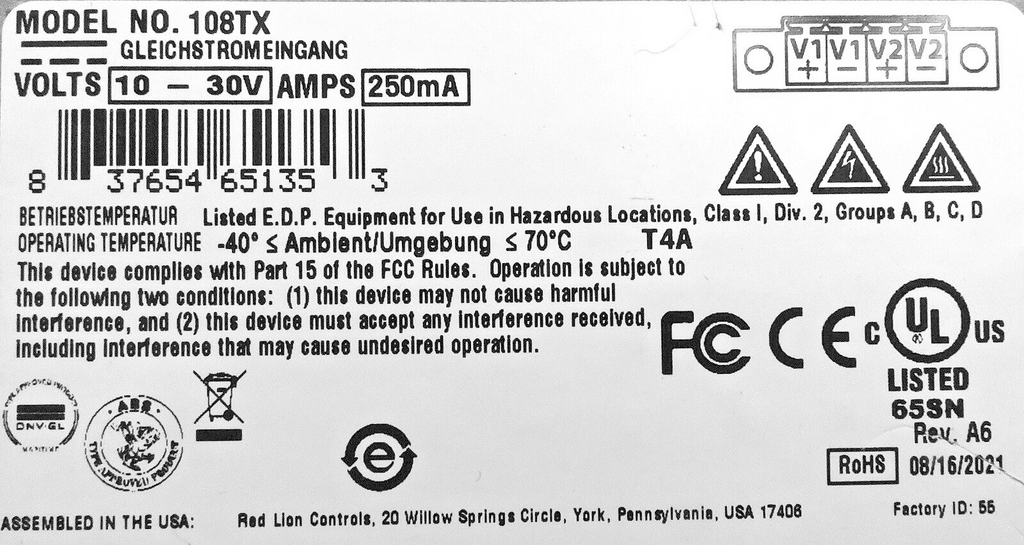 MODEL NO. 108TX
GLEICHSTROMEINGANG
VOLTS 10 – 30V AMPS 250mA
V1 V1 V2 V2
+ – + –
8 37654 65135 3
BETRIEBSTEMPERATUR Listed E.D.P. Equipment for Use in Hazardous Locations, Class I, Div. 2, Groups A, B, C, D
OPERATING TEMPERATURE -40° ≤ Ambient/Umgebung ≤ 70°C T4A
This device complies with Part 15 of the FCC Rules. Operation is subject to
the following two conditions: (1) this device may not cause harmful
interference, and (2) this device must accept any interference received,
including interference that may cause undesired operation.
FC CE C UL US
LISTED
65SN
Rev. A6
RoHS 08/16/2021
DNV·GL
MARITIME
ABS
TYPE APPROVED PRODUCT
e
ASSEMBLED IN THE USA: Red Lion Controls, 20 Willow Springs Circle, York, Pennsylvania, USA 17406
Factory ID: 55